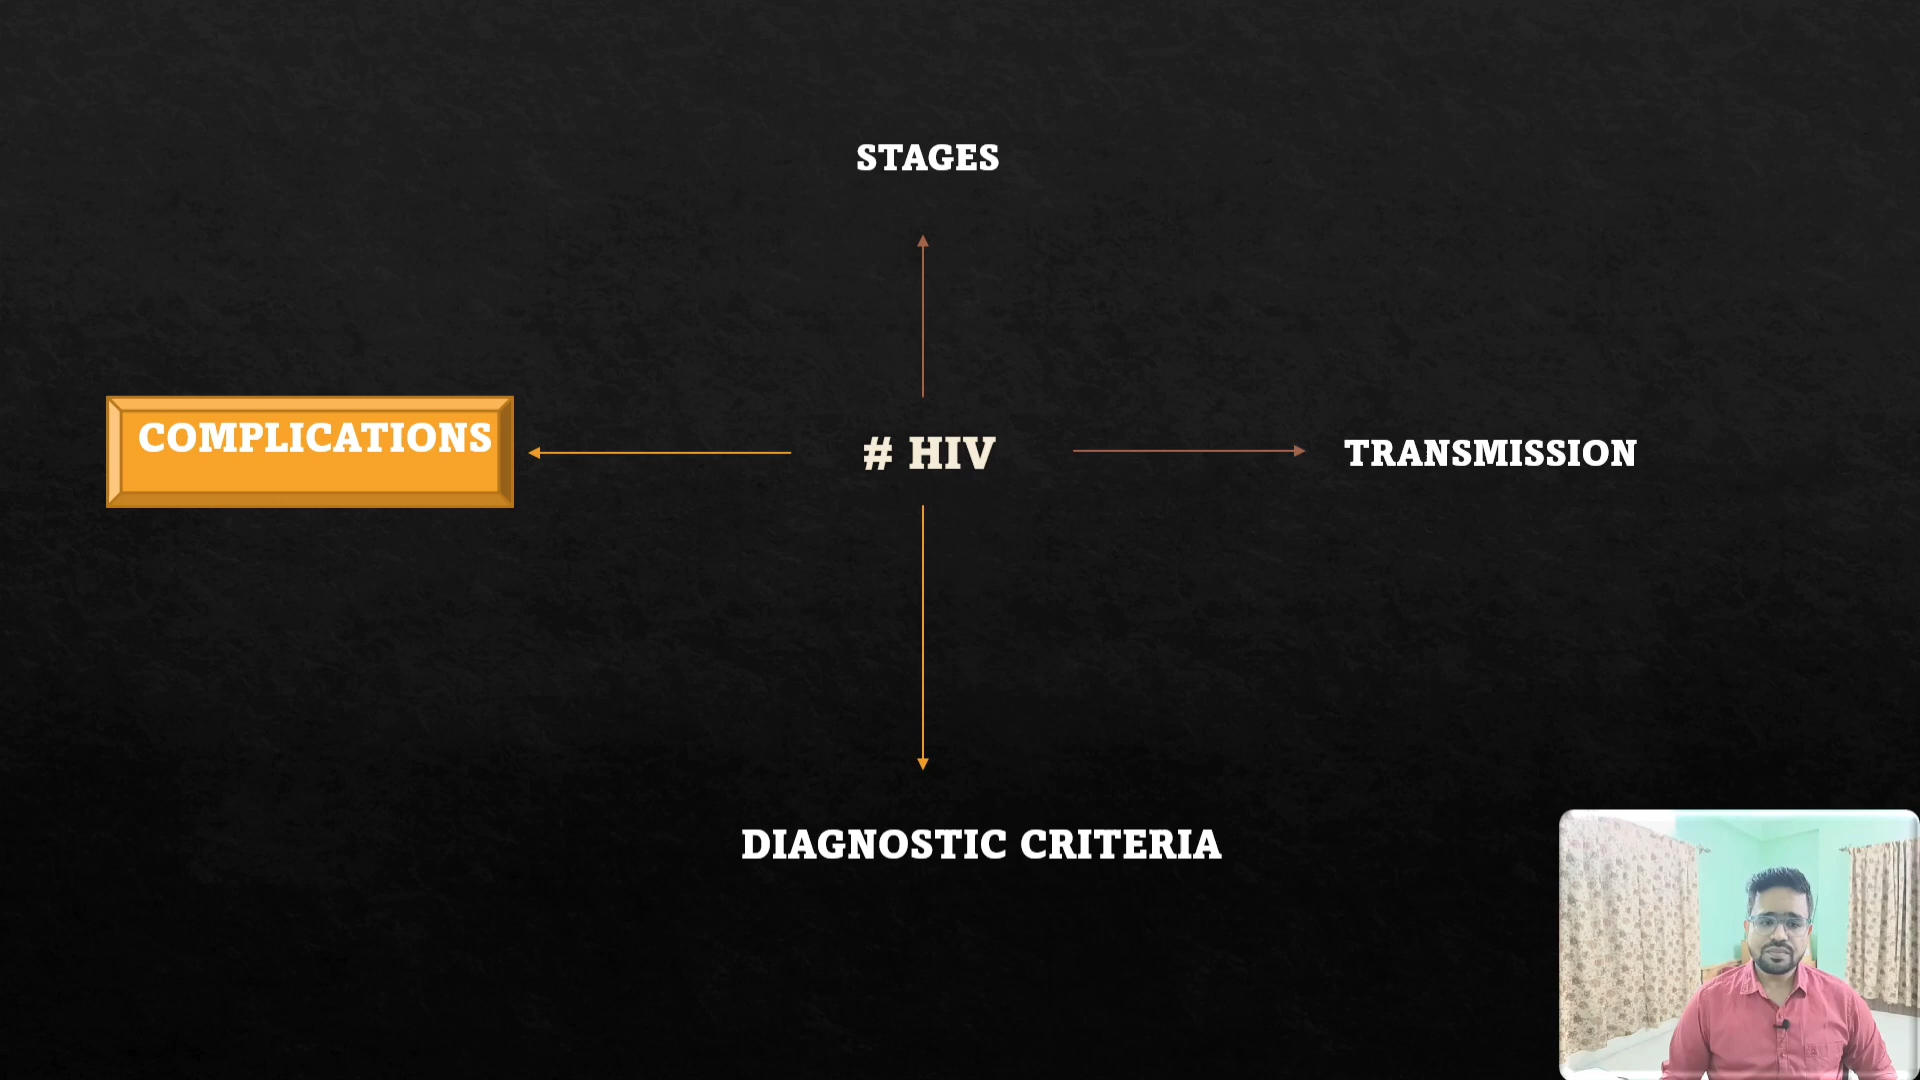 STAGES
COMPLICATIONS
# HIV
TRANSMISSION
DIAGNOSTIC CRITERIA